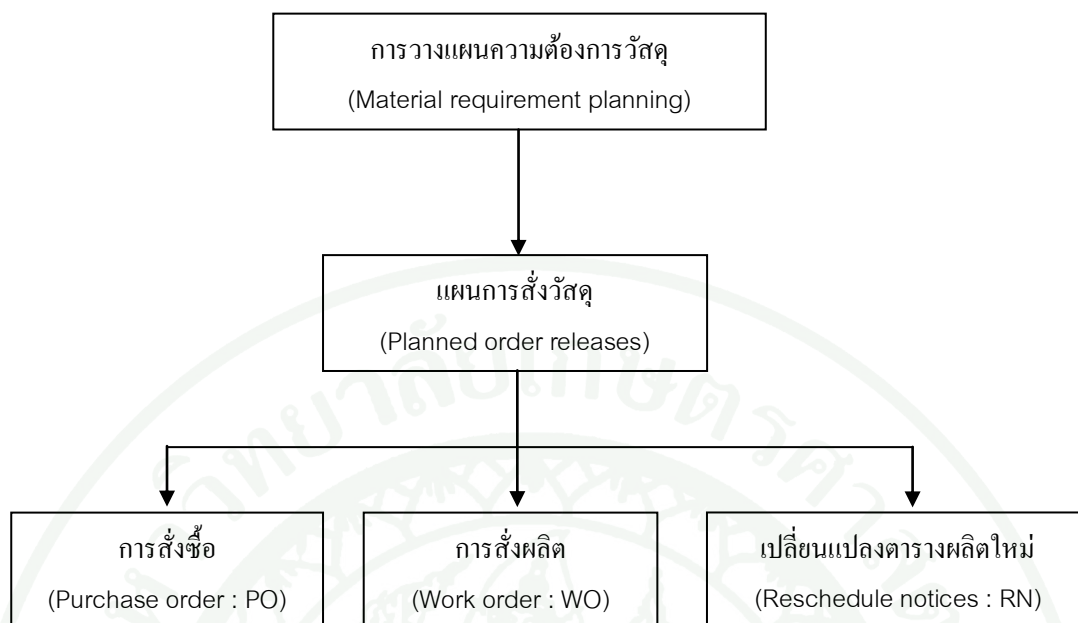 การวางแผนความต้องการวัสดุ
(Material requirement planning)
แผนการสั่งวัสดุ
(Planned order releases)
การสั่งซื้อ
(Purchase order : PO)
การสั่งผลิต
(Work order : WO)
เปลี่ยนแปลงตารางผลิตใหม่
(Reschedule notices : RN)